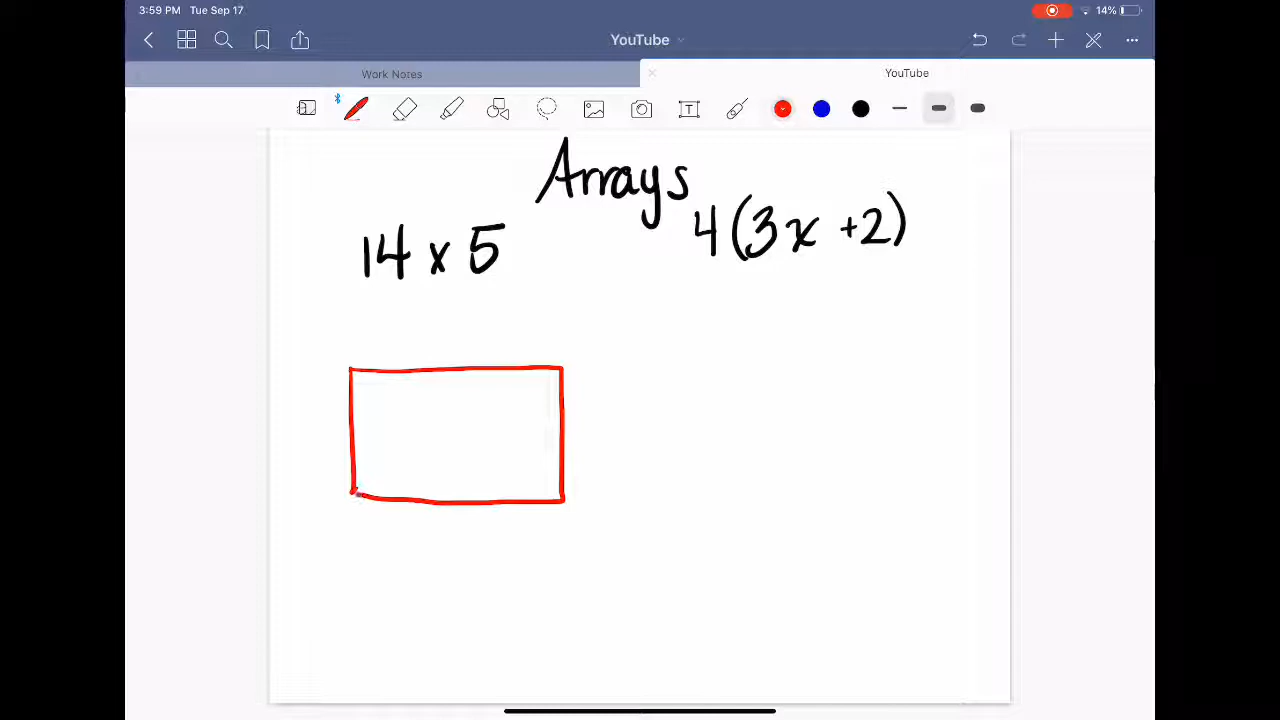 3:59 PM Tue Sep 17 14%
YouTube
Work Notes YouTube
T
Arrays
14 x 5 4(3x +2)